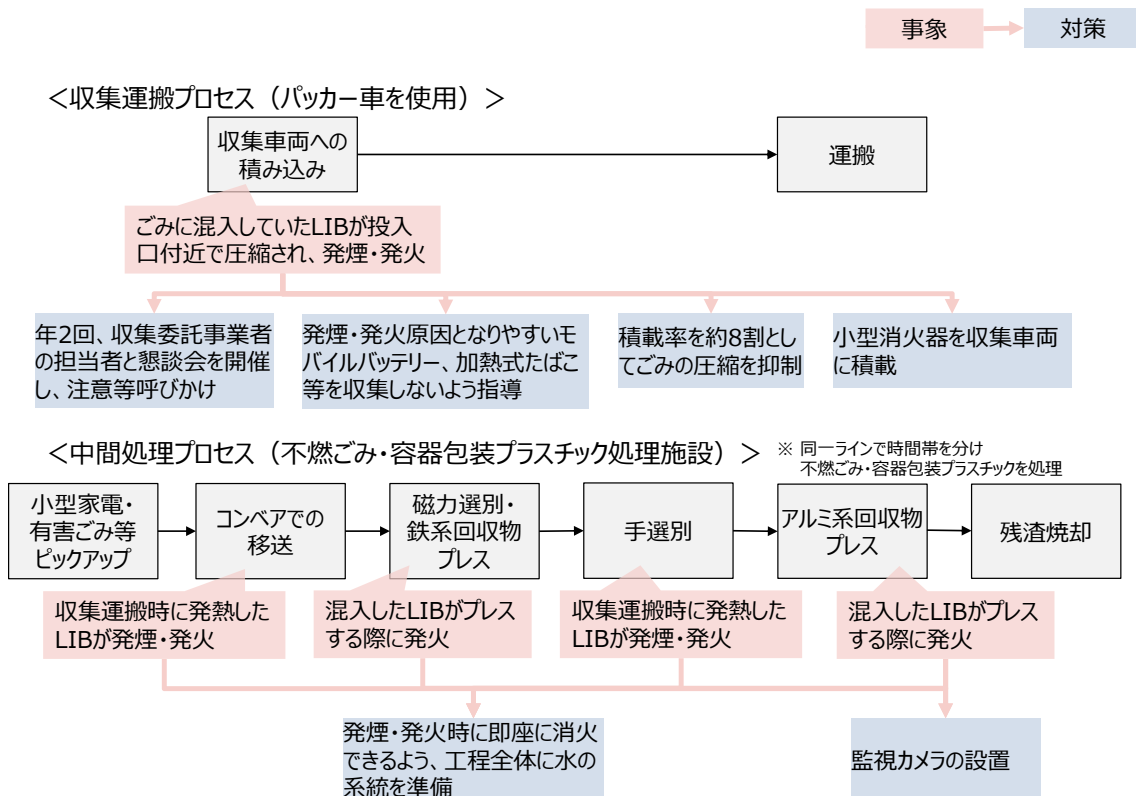 事象
対策
＜収集運搬プロセス（パッカー車を使用）＞
収集車両への
積み込み
運搬
ごみに混入していたLIBが投入
口付近で圧縮され、発煙・発火
年2回、収集委託事業者
の担当者と懇談会を開催
し、注意等呼びかけ
発煙・発火原因となりやすいモ
バイルバッテリー、加熱式たばこ
等を収集しないよう指導
積載率を約8割とし
てごみの圧縮を抑制
小型消火器を収集車両
に積載
＜中間処理プロセス（不燃ごみ・容器包装プラスチック処理施設）＞
※ 同一ラインで時間帯を分け
不燃ごみ・容器包装プラスチックを処理
小型家電・
有害ごみ等
ピックアップ
コンベアでの
移送
磁力選別・
鉄系回収物
プレス
手選別
アルミ系回収物
プレス
残渣焼却
収集運搬時に発熱した
LIBが発煙・発火
混入したLIBがプレス
する際に発火
収集運搬時に発熱した
LIBが発煙・発火
混入したLIBがプレス
する際に発火
発煙・発火時に即座に消火
できるよう、工程全体に水の
系統を準備
監視カメラの設置